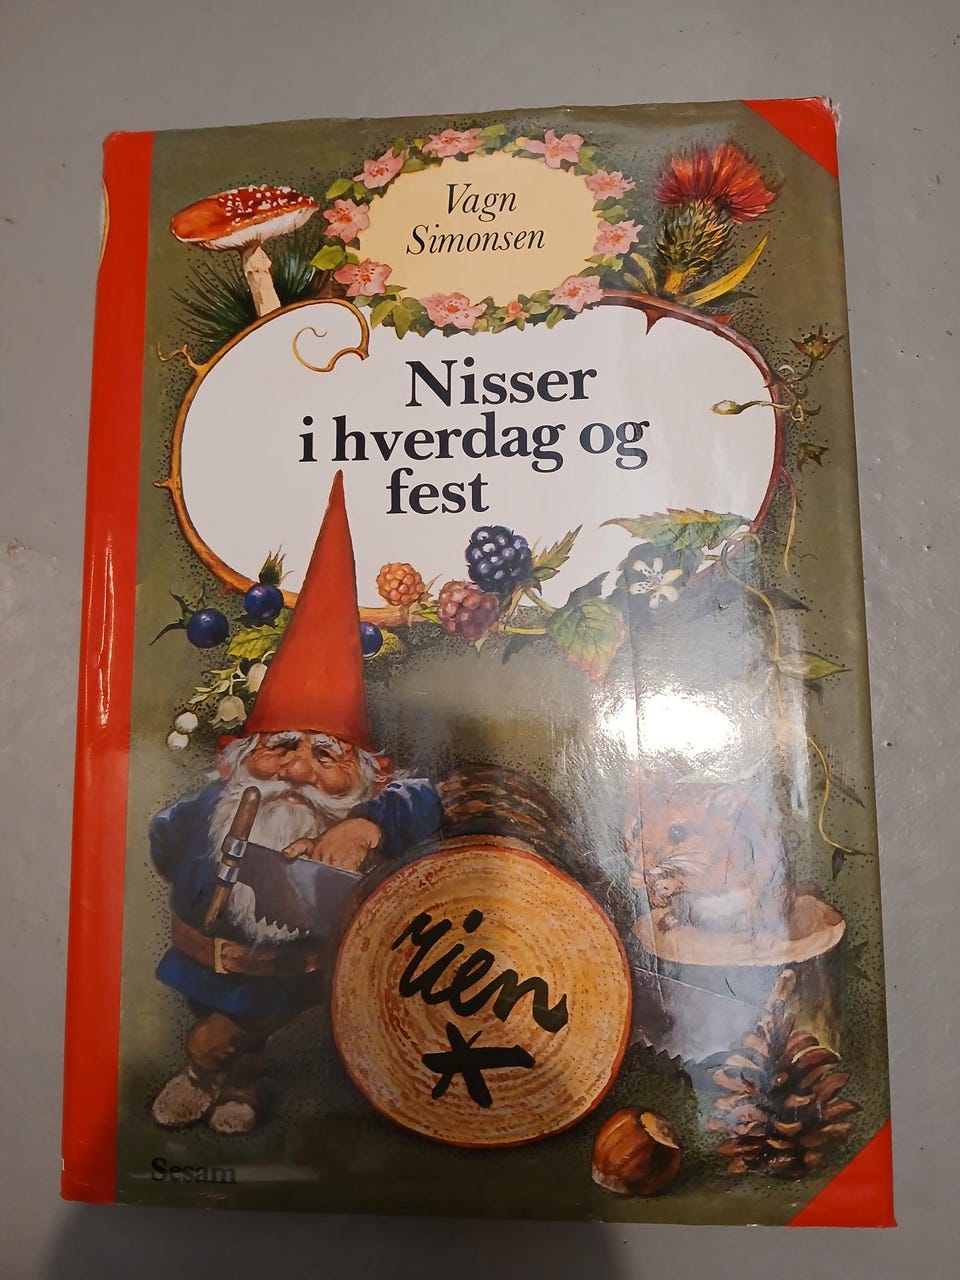 Vagn
Simonsen
Nisser
i hverdag og
fest
rien
Sesam